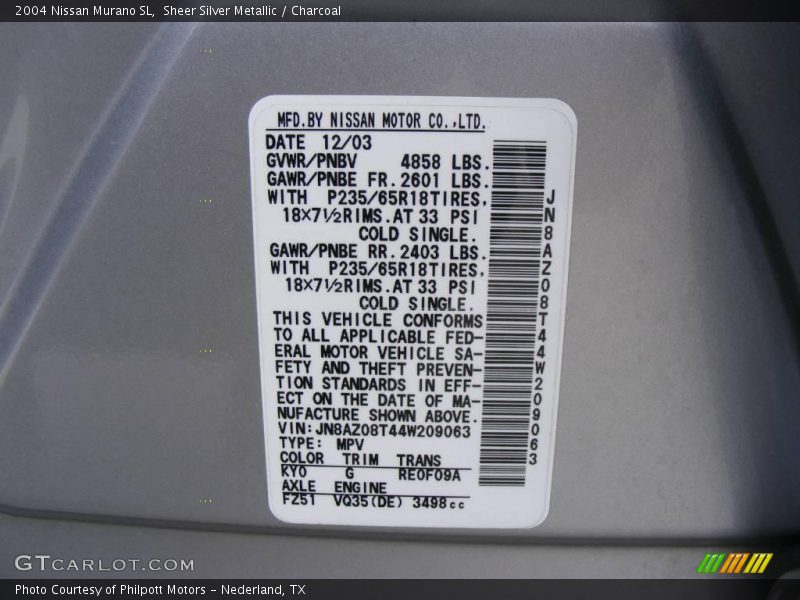 2004 Nissan Murano SL,  Sheer Silver Metallic / Charcoal
MFD.BY NISSAN MOTOR CO.,LTD.
DATE 12/03
GVWR/PNBV 4858 LBS.
GAWR/PNBE FR.2601 LBS.
WITH P235/65R18TIRES,
18×7½RIMS.AT 33 PSI
COLD SINGLE.
GAWR/PNBE RR.2403 LBS.
WITH P235/65R18TIRES,
18×7½RIMS.AT 33 PSI
COLD SINGLE.
THIS VEHICLE CONFORMS
TO ALL APPLICABLE FED-
ERAL MOTOR VEHICLE SA-
FETY AND THEFT PREVEN-
TION STANDARDS IN EFF-
ECT ON THE DATE OF MA-
NUFACTURE SHOWN ABOVE.
VIN:JN8AZ08T44W209063
TYPE: MPV
COLOR TRIM TRANS
KY0 G RE0F09A
AXLE ENGINE
FZ51 VQ35(DE) 3498cc
JN8AZ08T44W209063
GTCARLOT.COM
Photo Courtesy of Philpott Motors - Nederland, TX